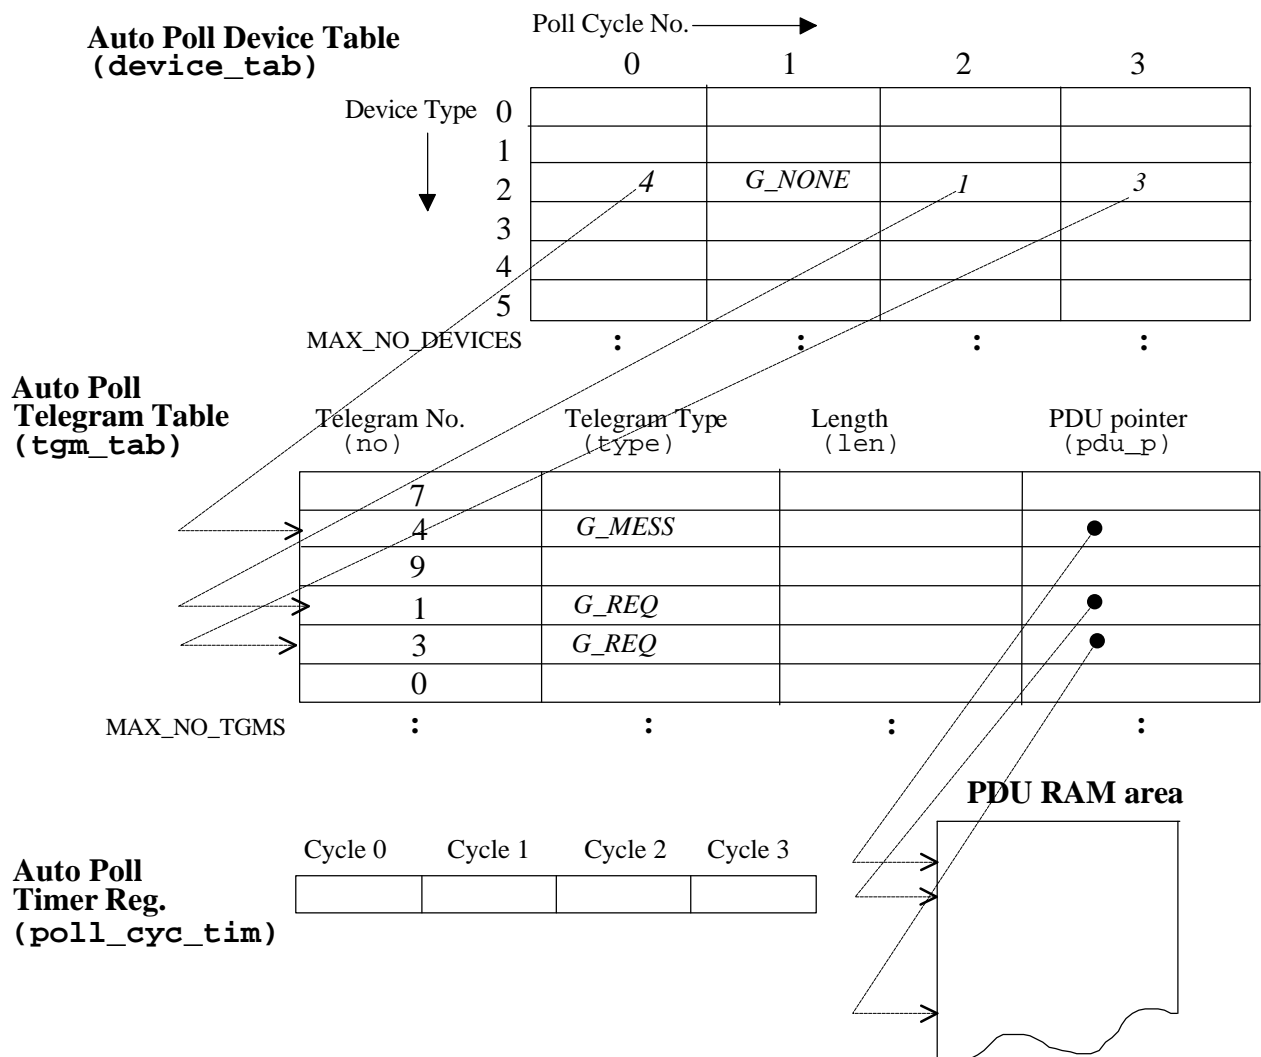 Poll Cycle No.
Auto Poll Device Table
(device_tab)
0 1 2 3
Device Type 0
1
2 4 G_NONE 1 3
3
4
5
MAX_NO_DEVICES : : : :
Auto Poll
Telegram Table
(tgm_tab)
Telegram No. Telegram Type Length PDU pointer
(no) (type) (len) (pdu_p)
7
4 G_MESS
9
1 G_REQ
3 G_REQ
0
MAX_NO_TGMS : : : :
PDU RAM area
Cycle 0 Cycle 1 Cycle 2 Cycle 3
Auto Poll
Timer Reg.
(poll_cyc_tim)